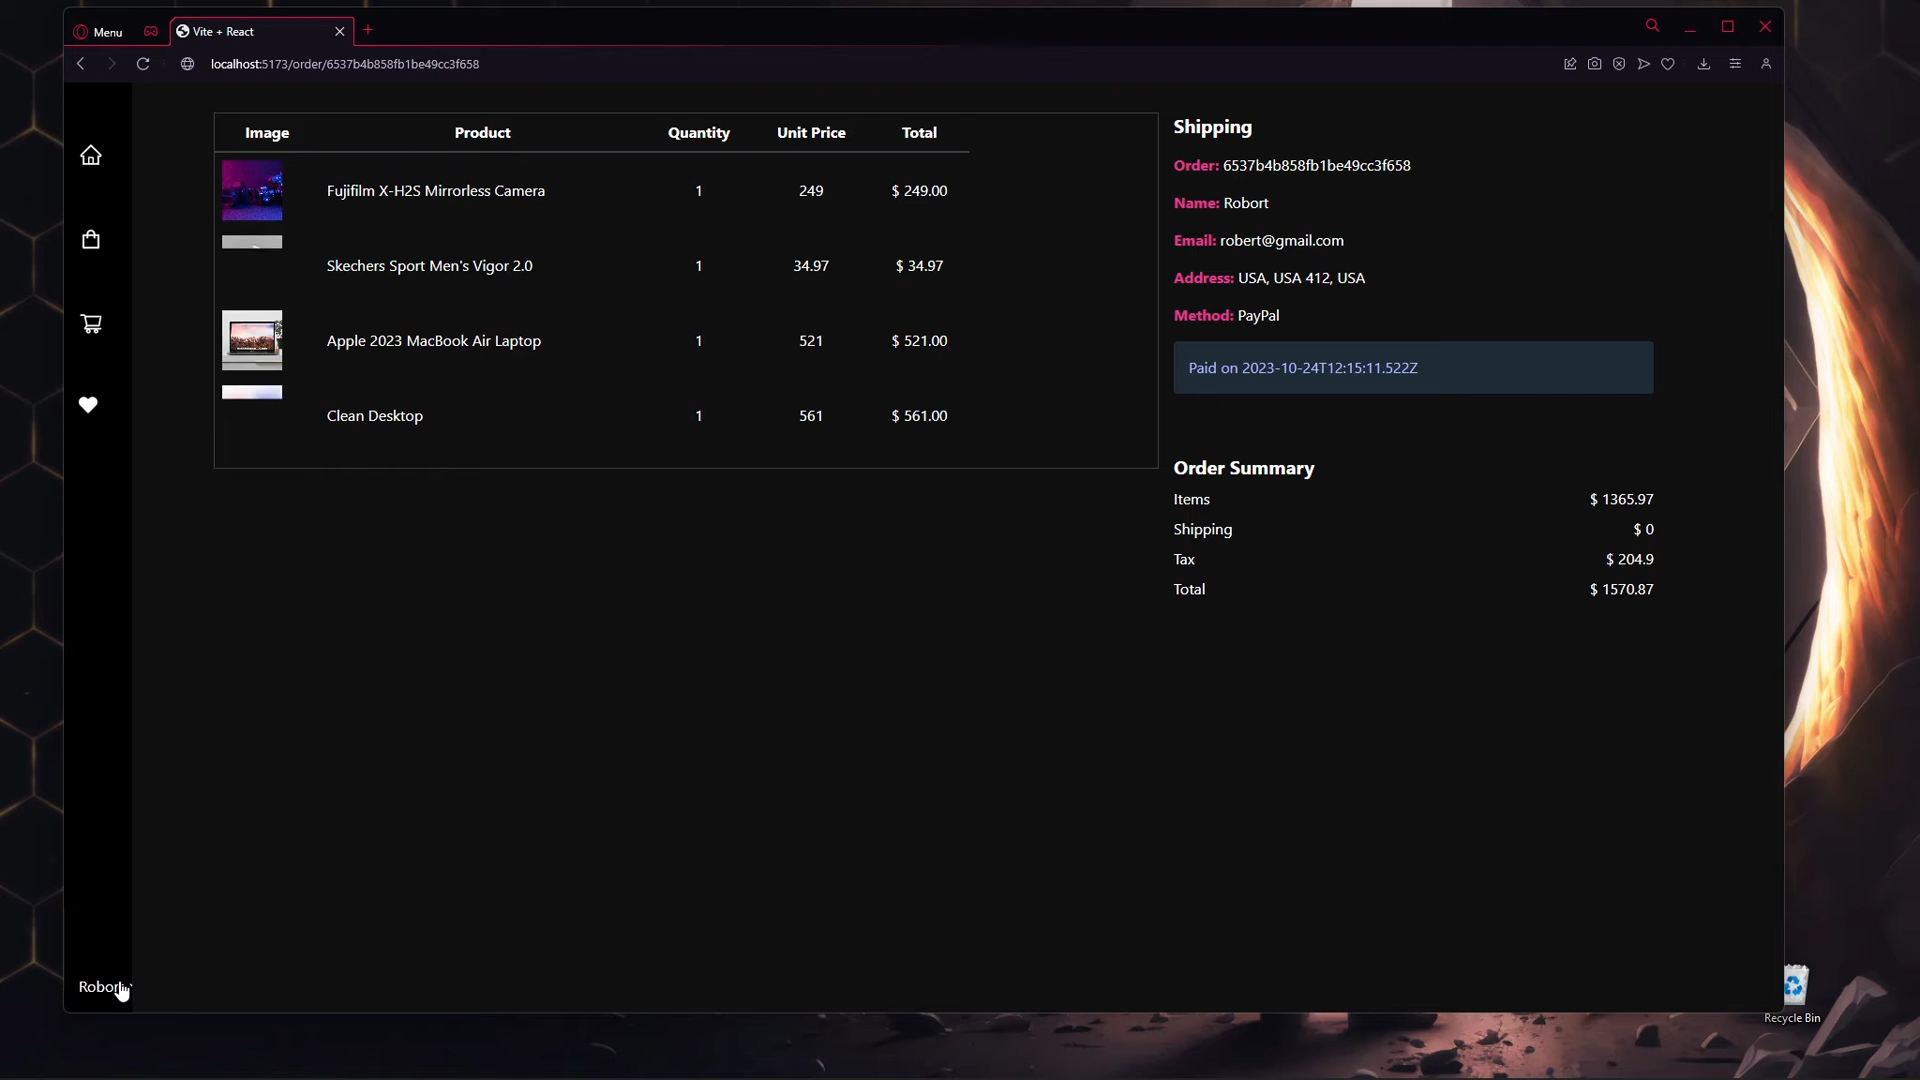 Menu
Vite + React
localhost:5173/order/6537b4b858fb1be49cc3f658
Image Product Quantity Unit Price Total
Fujifilm X-H2S Mirrorless Camera 1 249 $ 249.00
Skechers Sport Men's Vigor 2.0 1 34.97 $ 34.97
Apple 2023 MacBook Air Laptop 1 521 $ 521.00
Clean Desktop 1 561 $ 561.00
Shipping
Order: 6537b4b858fb1be49cc3f658
Name: Robort
Email: robert@gmail.com
Address: USA, USA 412, USA
Method: PayPal
Paid on 2023-10-24T12:15:11.522Z
Order Summary
Items $ 1365.97
Shipping $ 0
Tax $ 204.9
Total $ 1570.87
Recycle Bin